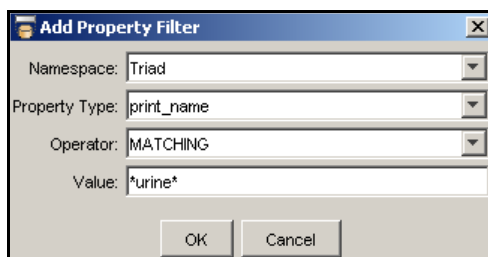 Add Property Filter
Namespace: Triad
Property Type: print_name
Operator: MATCHING
Value: *urine*
OK Cancel